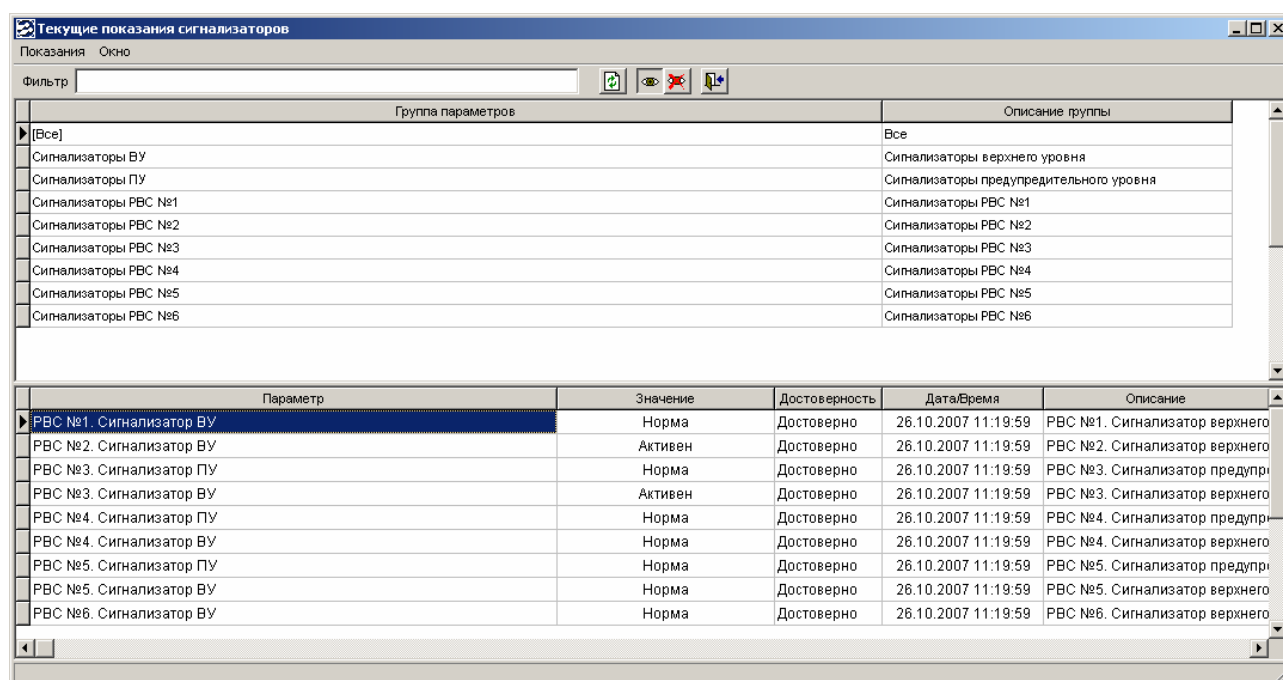 Текущие показания сигнализаторов
Показания Окно
Фильтр
Группа параметров Описание группы
[Все] Все
Сигнализаторы ВУ Сигнализаторы верхнего уровня
Сигнализаторы ПУ Сигнализаторы предупредительного уровня
Сигнализаторы РВС №1 Сигнализаторы РВС №1
Сигнализаторы РВС №2 Сигнализаторы РВС №2
Сигнализаторы РВС №3 Сигнализаторы РВС №3
Сигнализаторы РВС №4 Сигнализаторы РВС №4
Сигнализаторы РВС №5 Сигнализаторы РВС №5
Сигнализаторы РВС №6 Сигнализаторы РВС №6
Параметр Значение Достоверность Дата/Время Описание
РВС №1. Сигнализатор ВУ Норма Достоверно 26.10.2007 11:19:59 РВС №1. Сигнализатор верхнего
РВС №2. Сигнализатор ВУ Активен Достоверно 26.10.2007 11:19:59 РВС №2. Сигнализатор верхнего
РВС №3. Сигнализатор ПУ Норма Достоверно 26.10.2007 11:19:59 РВС №3. Сигнализатор предупр
РВС №3. Сигнализатор ВУ Активен Достоверно 26.10.2007 11:19:59 РВС №3. Сигнализатор верхнего
РВС №4. Сигнализатор ПУ Норма Достоверно 26.10.2007 11:19:59 РВС №4. Сигнализатор предупр
РВС №4. Сигнализатор ВУ Норма Достоверно 26.10.2007 11:19:59 РВС №4. Сигнализатор верхнего
РВС №5. Сигнализатор ПУ Норма Достоверно 26.10.2007 11:19:59 РВС №5. Сигнализатор предупр
РВС №5. Сигнализатор ВУ Норма Достоверно 26.10.2007 11:19:59 РВС №5. Сигнализатор верхнего
РВС №6. Сигнализатор ВУ Норма Достоверно 26.10.2007 11:19:59 РВС №6. Сигнализатор верхнего